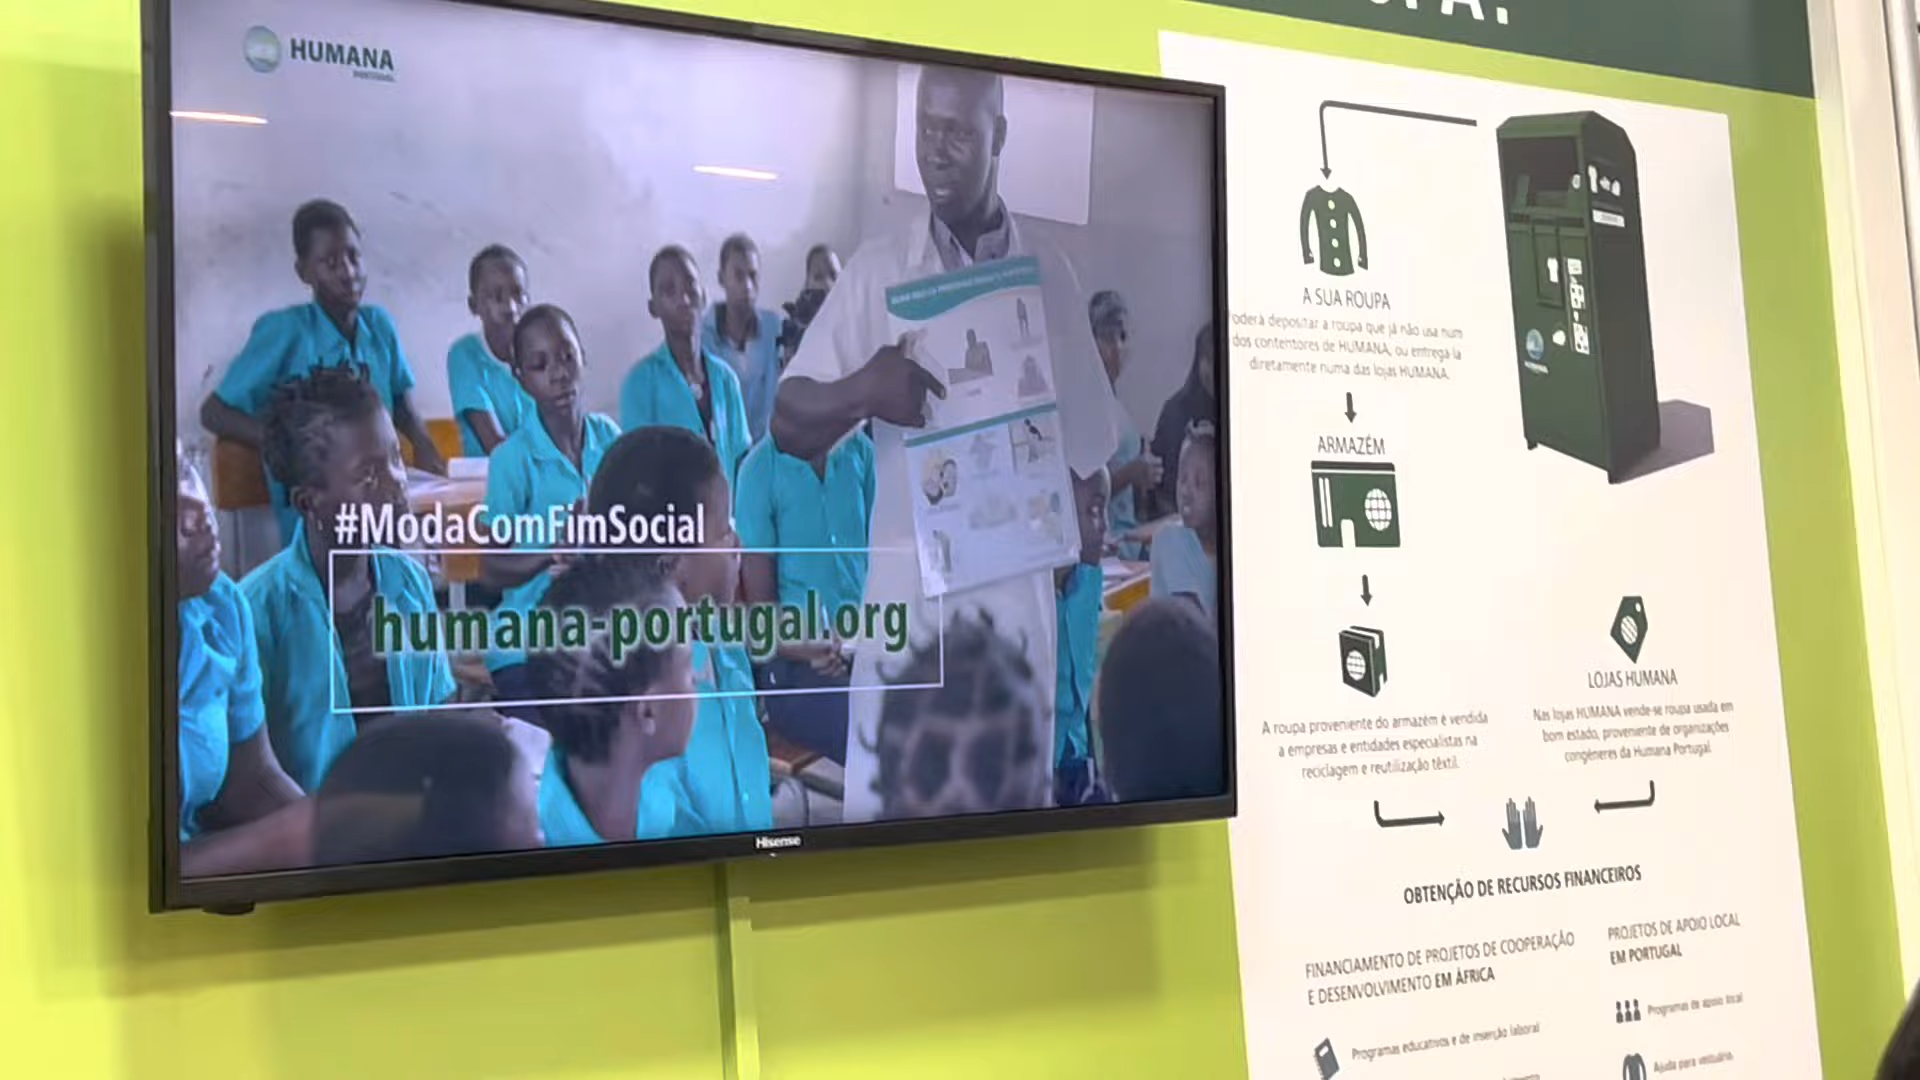 HUMANA
PORTUGAL
#ModaComFimSocial
humana-portugal.org
Hisense
A SUA ROUPA
oderá depositar a roupa que já não usa num
dos contentores de HUMANA, ou entregá-la
diretamente numa das lojas HUMANA.
ARMAZÉM
A roupa proveniente do armazém é vendida
a empresas e entidades especialistas na
reciclagem e reutilização têxtil.
LOJAS HUMANA
Nas lojas HUMANA vende-se roupa usada em
bom estado, proveniente de organizações
congéneres da Humana Portugal.
OBTENÇÃO DE RECURSOS FINANCEIROS
FINANCIAMENTO DE PROJETOS DE COOPERAÇÃO
E DESENVOLVIMENTO EM ÁFRICA
Programas educativos e de inserção laboral
PROJETOS DE APOIO LOCAL
EM PORTUGAL
Programas de apoio local
Ajuda para vestuário